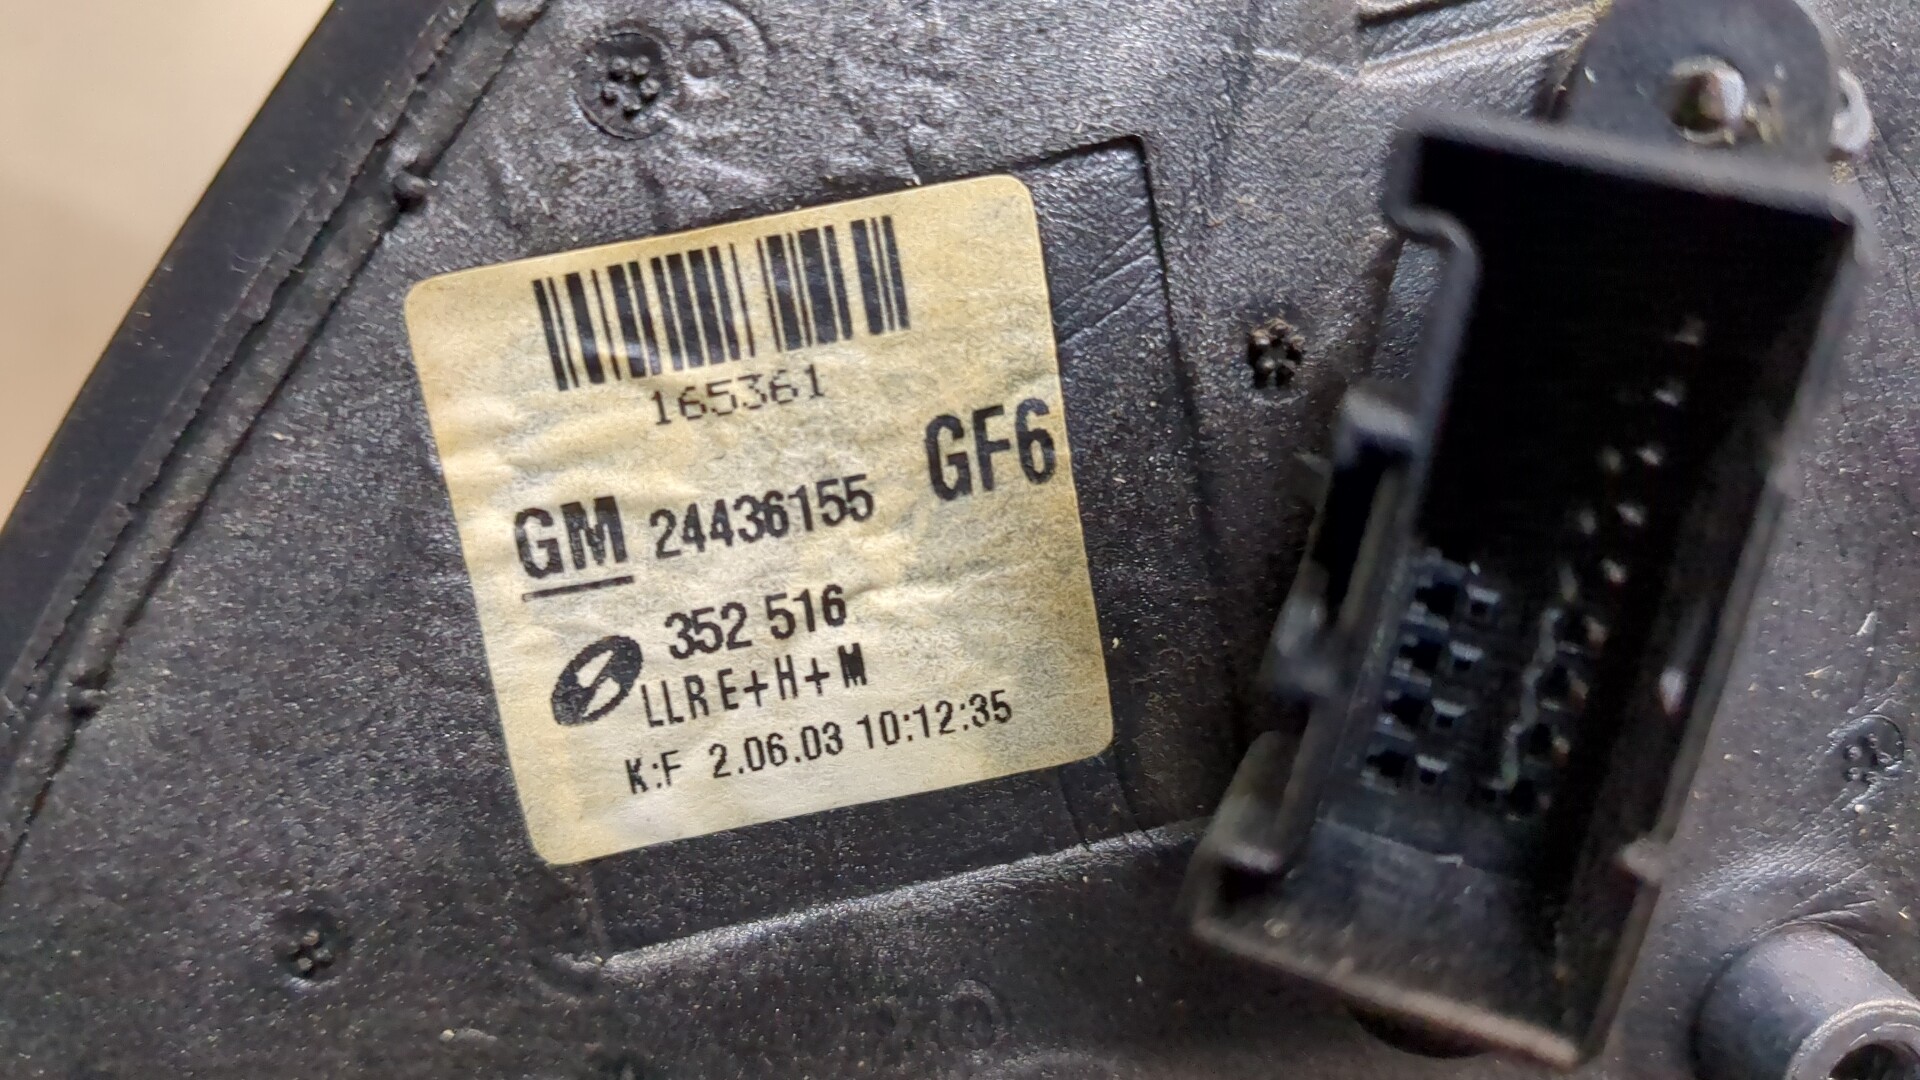 165361
GF6
GM 24436155
352 516
LLR E+H+M
K:F 2.06.03 10:12:35